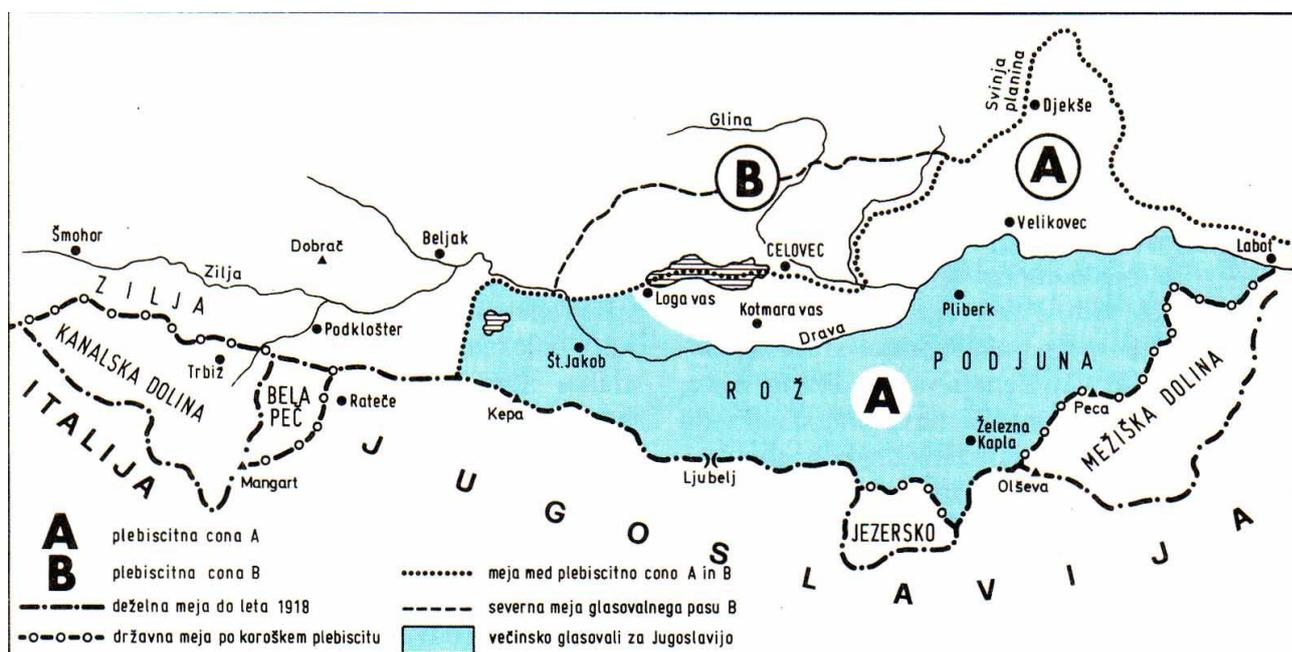 Glina
Svinja
planina
Djekše
B
A
Šmohor
Dobrač
Beljak
CELOVEC
Velikovec
Labot
Zilja
ZILJA
Loga vas
Kotmara vas
Pliberk
Podklošter
Drava
KANALSKA DOLINA
Trbiž
Št.Jakob
PODJUNA
BELA
PEČ
Rateče
ROŽ
A
Kepa
Peca
MEŽIŠKA DOLINA
ITALIJA
Železna
Kapla
Mangart
Ljubelj
Olševa
JEZERSKO
JUGOSLAVIJA
A plebiscitna cona A
B plebiscitna cona B
deželna meja do leta 1918
državna meja po koroškem plebiscitu
meja med plebiscitno cono A in B
severna meja glasovalnega pasu B
večinsko glasovali za Jugoslavijo